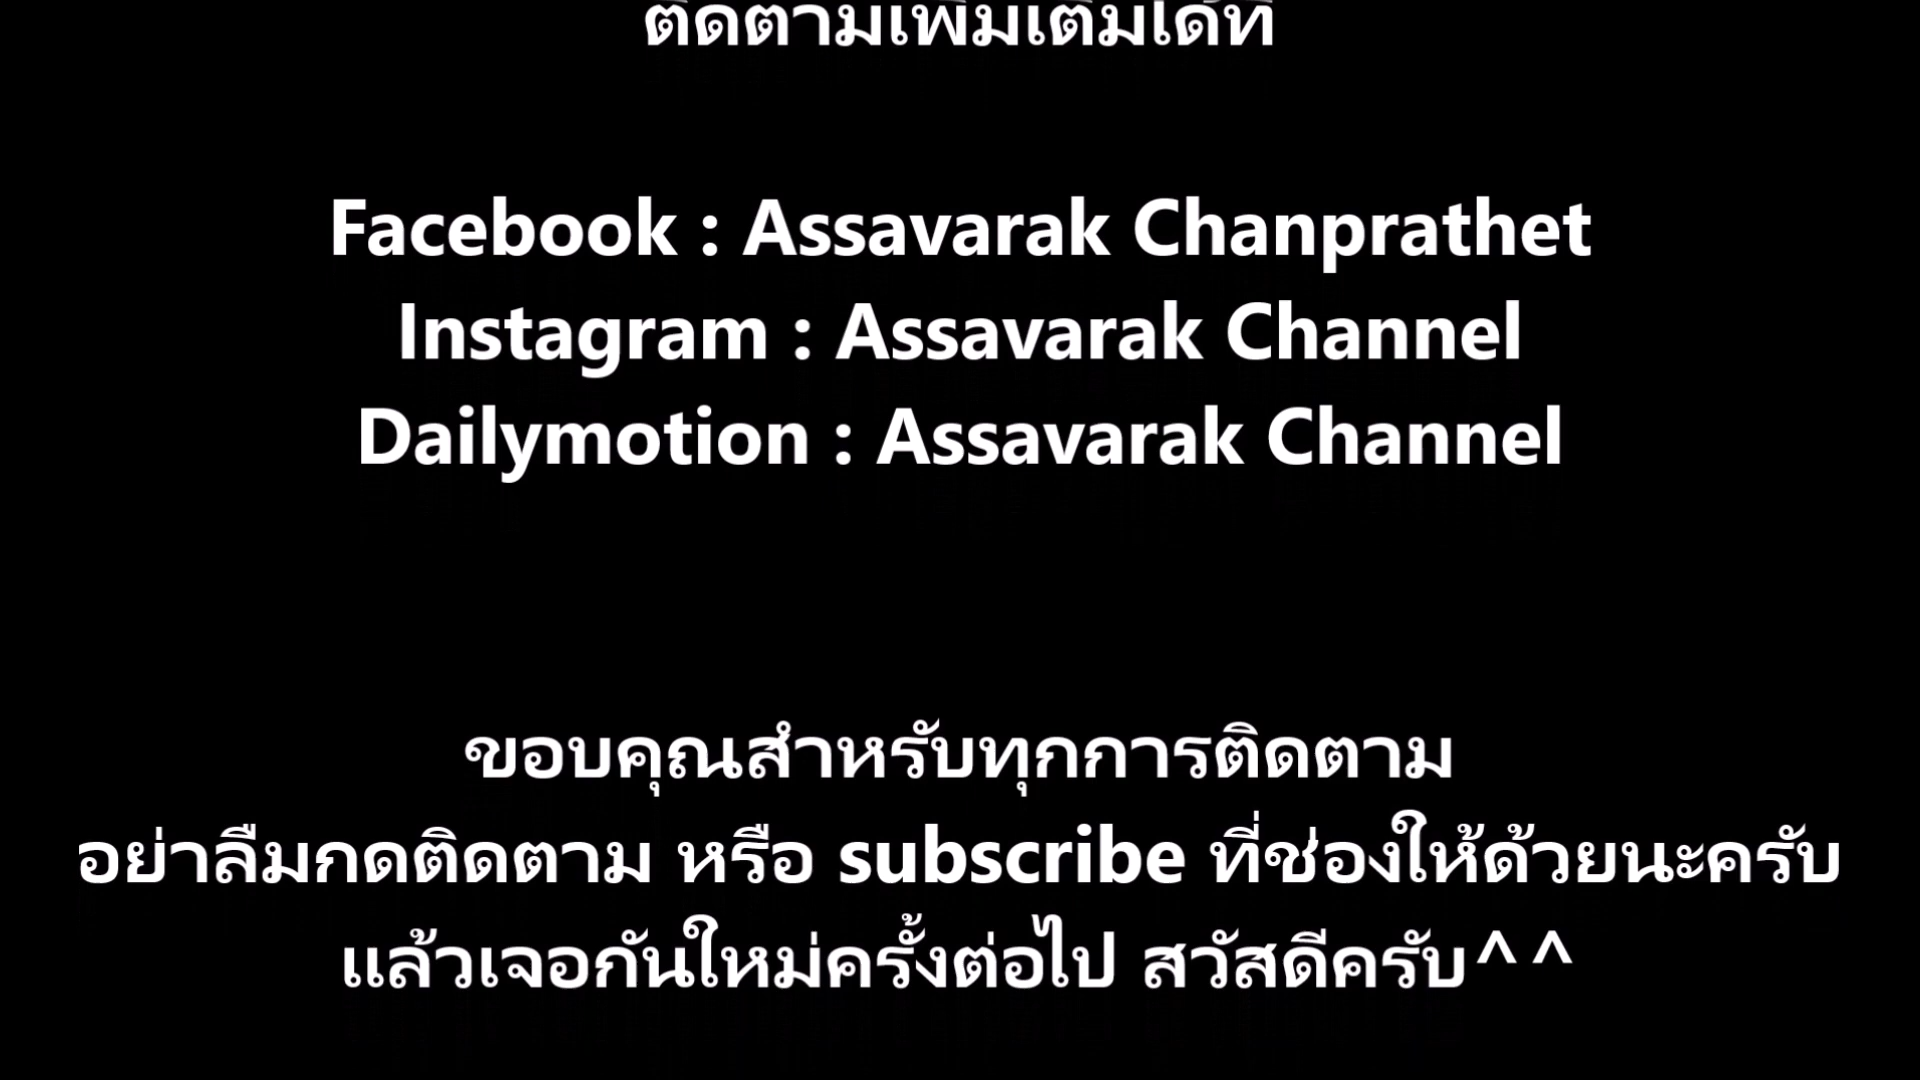 ติดตามเพิ่มเติมได้ที่
Facebook : Assavarak Chanprathet
Instagram : Assavarak Channel
Dailymotion : Assavarak Channel
ขอบคุณสำหรับทุกการติดตาม
อย่าลืมกดติดตาม หรือ subscribe ที่ช่องให้ด้วยนะครับ
แล้วเจอกันใหม่ครั้งต่อไป สวัสดีครับ^^